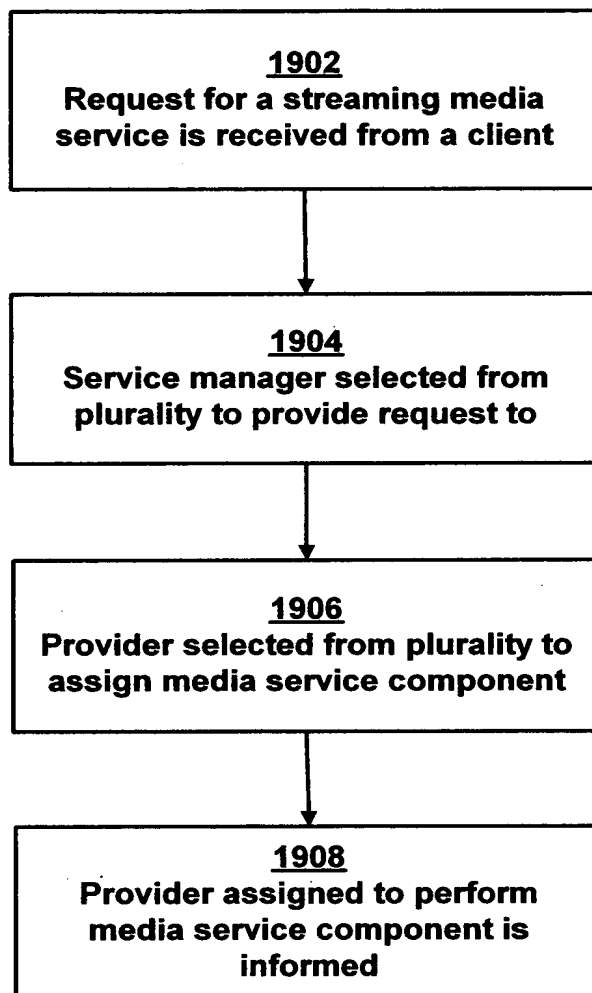 1902
Request for a streaming media
service is received from a client
1904
Service manager selected from
plurality to provide request to
1906
Provider selected from plurality to
assign media service component
1908
Provider assigned to perform
media service component is
informed